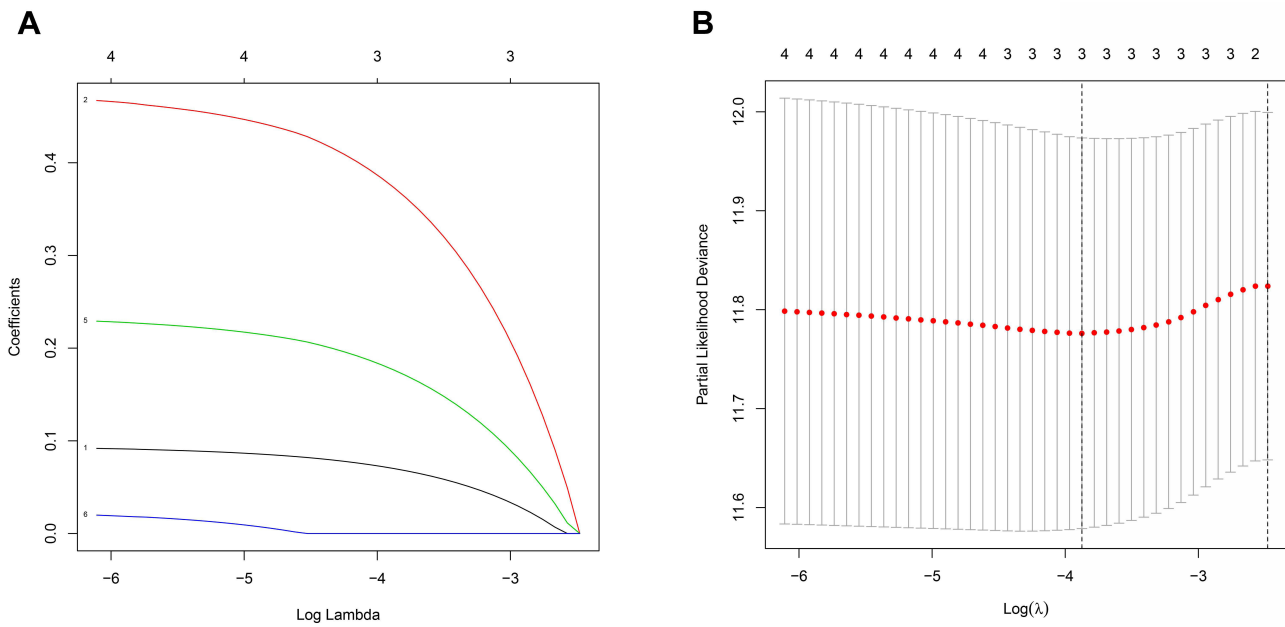 A
4 4 3 3
Coefficients
0.4
0.3
0.2
0.1
0.0
2
5
1
6
−6 −5 −4 −3
Log Lambda
B
4 4 4 4 4 4 4 4 4 3 3 3 3 3 3 3 3 3 2
Partial Likelihood Deviance
12.0
11.9
11.8
11.7
11.6
−6 −5 −4 −3
Log(λ)